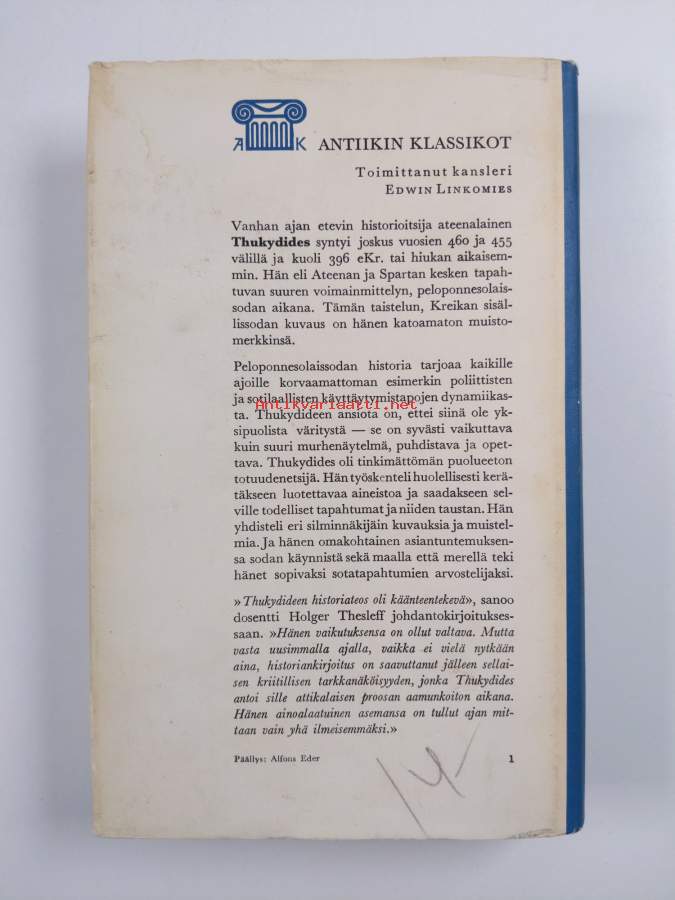 A K ANTIIKIN KLASSIKOT
Toimittanut kansleri
EDWIN LINKOMIES
Vanhan ajan etevin historioitsija ateenalainen
Thukydides syntyi joskus vuosien 460 ja 455
välillä ja kuoli 396 eKr. tai hiukan aikaisem-
min. Hän eli Ateenan ja Spartan kesken tapah-
tuvan suuren voimainmittelyn, peloponnesolais-
sodan aikana. Tämän taistelun, Kreikan sisäl-
lissodan kuvaus on hänen katoamaton muisto-
merkkinsä.
Peloponnesolaissodan historia tarjoaa kaikille
ajoille korvaamattoman esimerkin poliittisten
ja sotilaallisten käyttäytymistapojen dynamiikas-
Antikvariaatti.net
ta. Thukydideen ansiota on, ettei siinä ole yk-
sipuolista väritystä — se on syvästi vaikuttava
kuin suuri murhenäytelmä, puhdistava ja opet-
tava. Thukydides oli tinkimättömän puolueeton
totuudenetsijä. Hän työskenteli huolellisesti kerä-
täkseen luotettavaa aineistoa ja saadakseen sel-
ville todelliset tapahtumat ja niiden taustan. Hän
yhdisteli eri silminnäkijäin kuvauksia ja muistel-
mia. Ja hänen omakohtainen asiantuntemuksen-
sa sodan käynnistä sekä maalla että merellä teki
hänet sopivaksi sotatapahtumien arvostelijaksi.
»Thukydideen historiateos oli käänteentekevä», sanoo
dosentti Holger Thesleff johdantokirjoitukses-
saan. »Hänen vaikutuksensa on ollut valtava. Mutta
vasta uusimmalla ajalla, vaikka ei vielä nytkään
aina, historiankirjoitus on saavuttanut jälleen sellai-
sen kriitillisen tarkkanäköisyyden, jonka Thukydides
antoi sille attikalaisen proosan aamunkoiton aikana.
Hänen ainoalaatuinen asemansa on tullut ajan mit-
taan vain yhä ilmeisemmäksi.»
Päällys: Alfons Eder 1